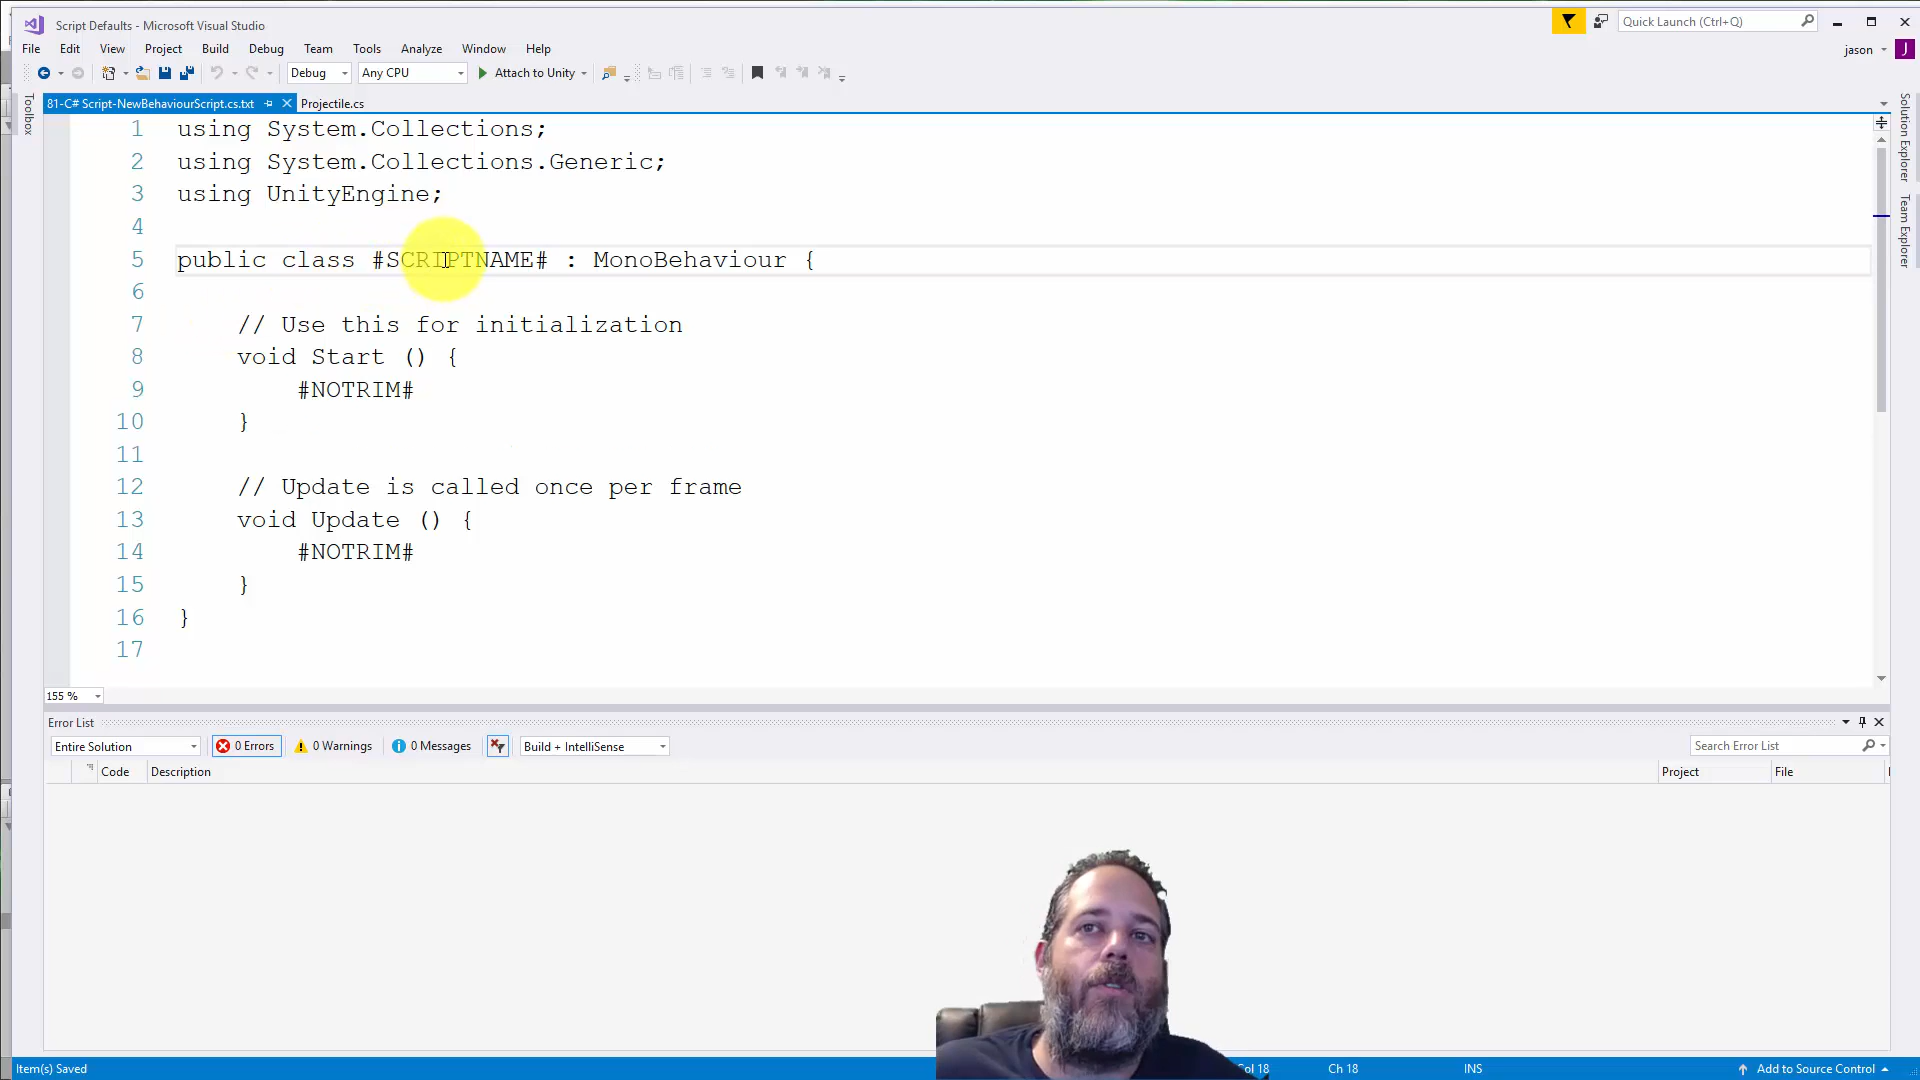 Script Defaults - Microsoft Visual Studio
Quick Launch (Ctrl+Q)
File Edit View Project Build Debug Team Tools Analyze Window Help
jason J
Debug Any CPU Attach to Unity
81-C# Script-NewBehaviourScript.cs.txt Projectile.cs
Toolbox
Solution Explorer
Team Explorer
1 using System.Collections;
2 using System.Collections.Generic;
3 using UnityEngine;
4
5 public class #SCRIPTNAME# : MonoBehaviour {
6
7 // Use this for initialization
8 void Start () {
9 #NOTRIM#
10 }
11
12 // Update is called once per frame
13 void Update () {
14 #NOTRIM#
15 }
16 }
17
155 %
Error List
Entire Solution 0 Errors 0 Warnings 0 Messages Build + IntelliSense Search Error List
Code Description Project File
Item(s) Saved Col 18 Ch 18 INS Add to Source Control